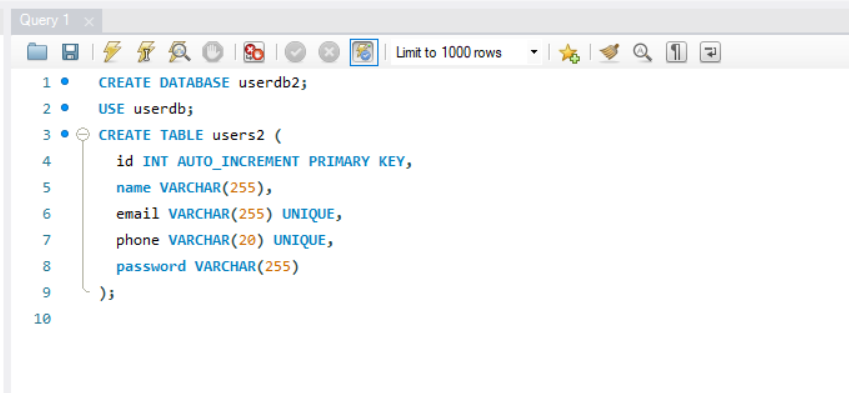 Query 1
Limit to 1000 rows
1 CREATE DATABASE userdb2;
2 USE userdb;
3 CREATE TABLE users2 (
4 id INT AUTO_INCREMENT PRIMARY KEY,
5 name VARCHAR(255),
6 email VARCHAR(255) UNIQUE,
7 phone VARCHAR(20) UNIQUE,
8 password VARCHAR(255)
9 );
10